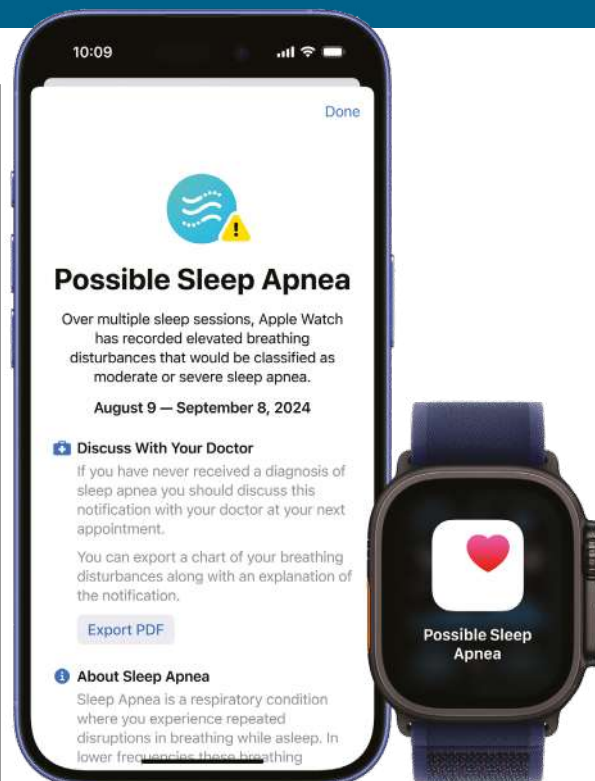 10:09
Done
Possible Sleep Apnea
Over multiple sleep sessions, Apple Watch
has recorded elevated breathing
disturbances that would be classified as
moderate or severe sleep apnea.
August 9 — September 8, 2024
Discuss With Your Doctor
If you have never received a diagnosis of
sleep apnea you should discuss this
notification with your doctor at your next
appointment.
You can export a chart of your breathing
disturbances along with an explanation of
the notification.
Export PDF
About Sleep Apnea
Sleep Apnea is a respiratory condition
where you experience repeated
disruptions in breathing while asleep. In
lower frequencies these breathing
Possible Sleep
Apnea